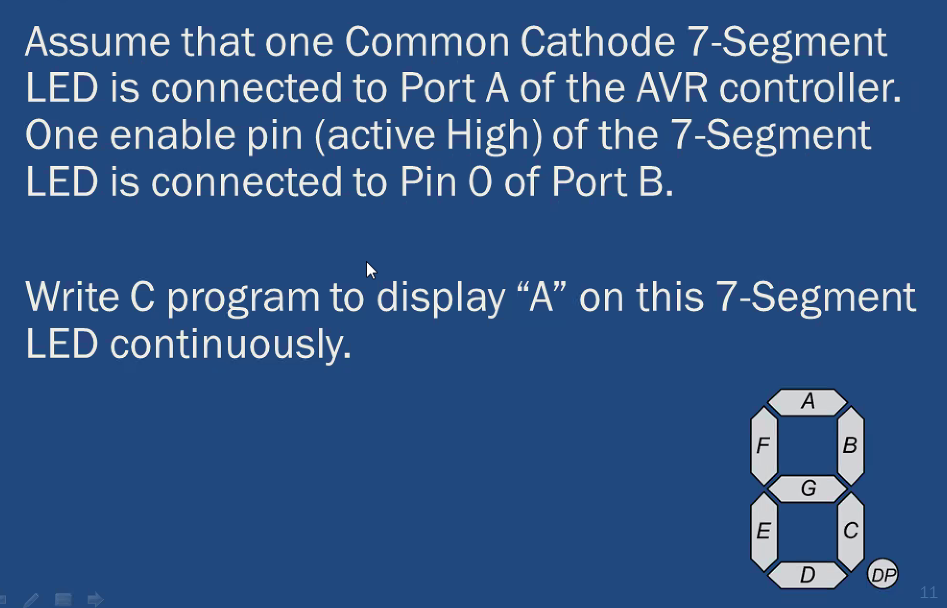 Assume that one Common Cathode 7-Segment
LED is connected to Port A of the AVR controller.
One enable pin (active High) of the 7-Segment
LED is connected to Pin 0 of Port B.
Write C program to display “A” on this 7-Segment
LED continuously.
A
F
B
G
E
C
D
DP
11